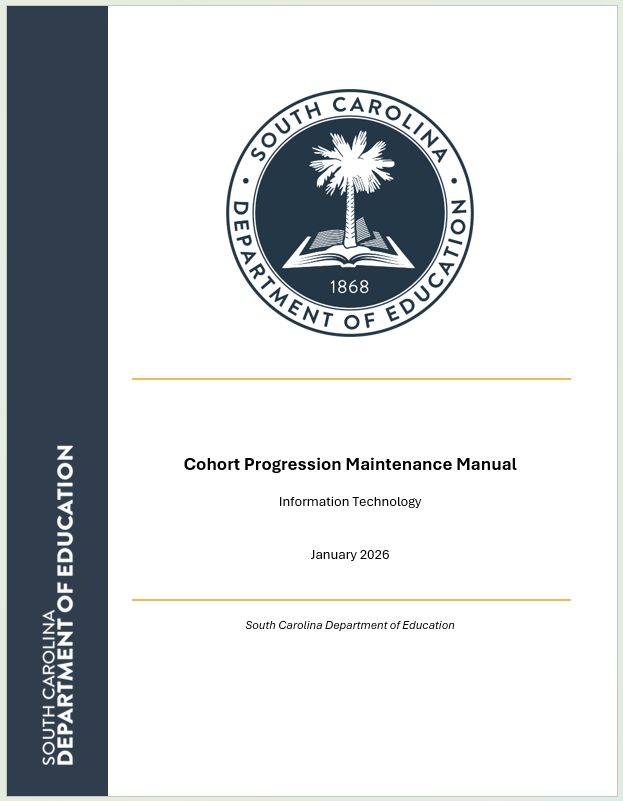 SOUTH CAROLINA
DEPARTMENT OF EDUCATION
1868
Cohort Progression Maintenance Manual
Information Technology
January 2026
South Carolina Department of Education
SOUTH CAROLINA
DEPARTMENT OF EDUCATION